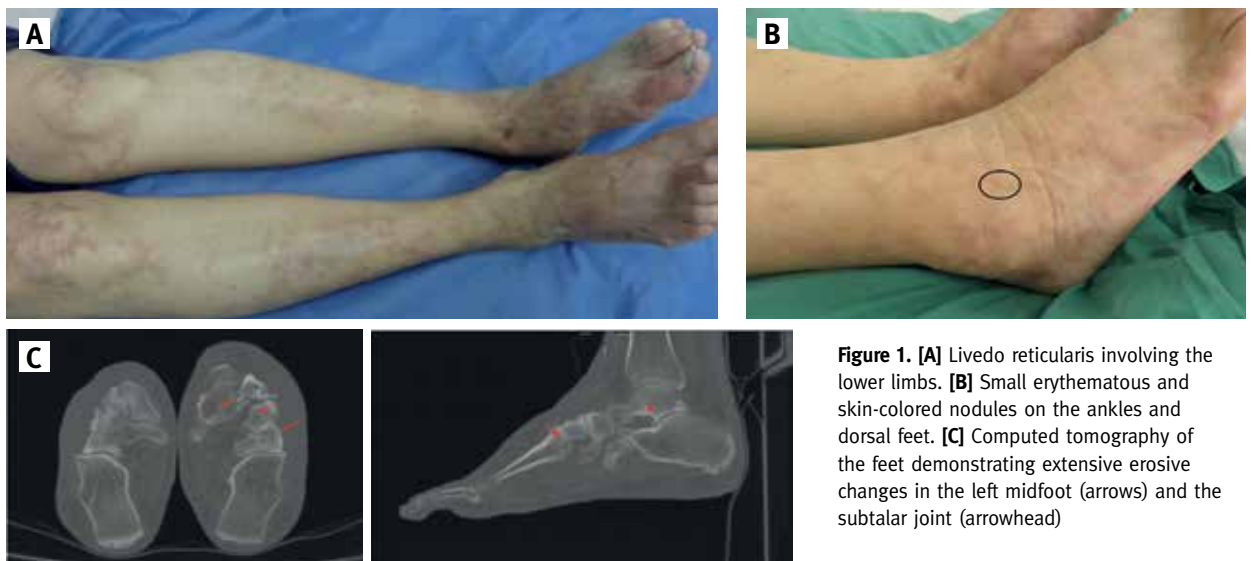 A
B
C
Figure 1. [A] Livedo reticularis involving the
lower limbs. [B] Small erythematous and
skin-colored nodules on the ankles and
dorsal feet. [C] Computed tomography of
the feet demonstrating extensive erosive
changes in the left midfoot (arrows) and the
subtalar joint (arrowhead)